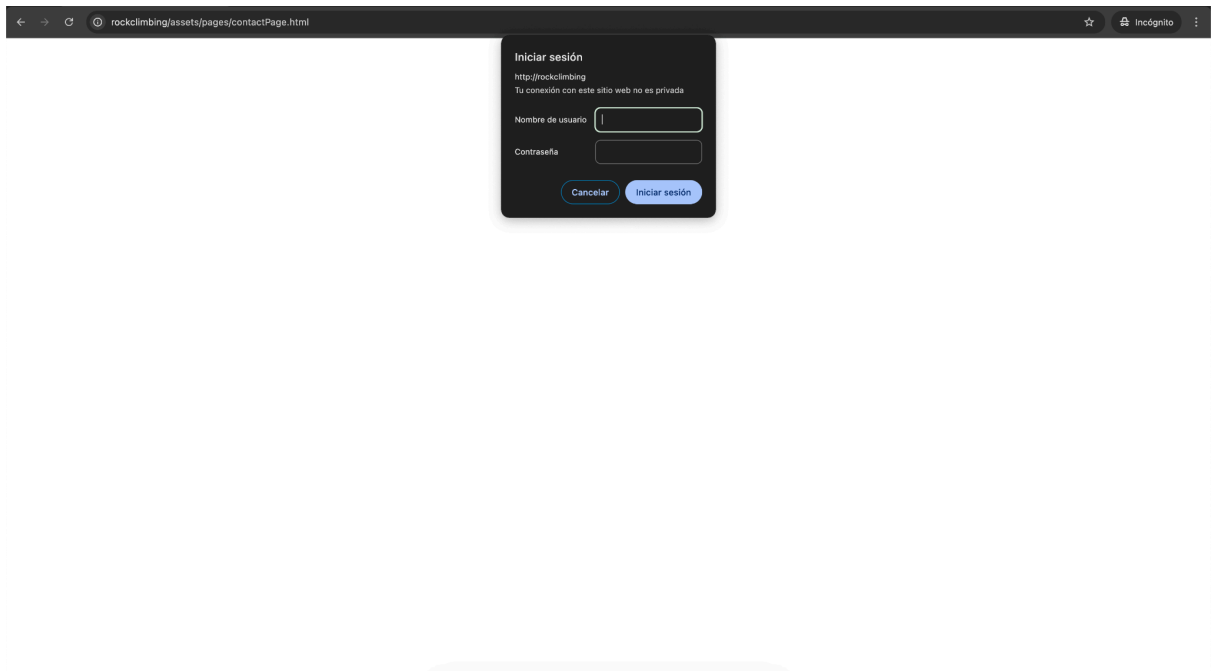 rockclimbing/assets/pages/contactPage.html
Incógnito
Iniciar sesión
http://rockclimbing
Tu conexión con este sitio web no es privada
Nombre de usuario
Contraseña
Cancelar
Iniciar sesión